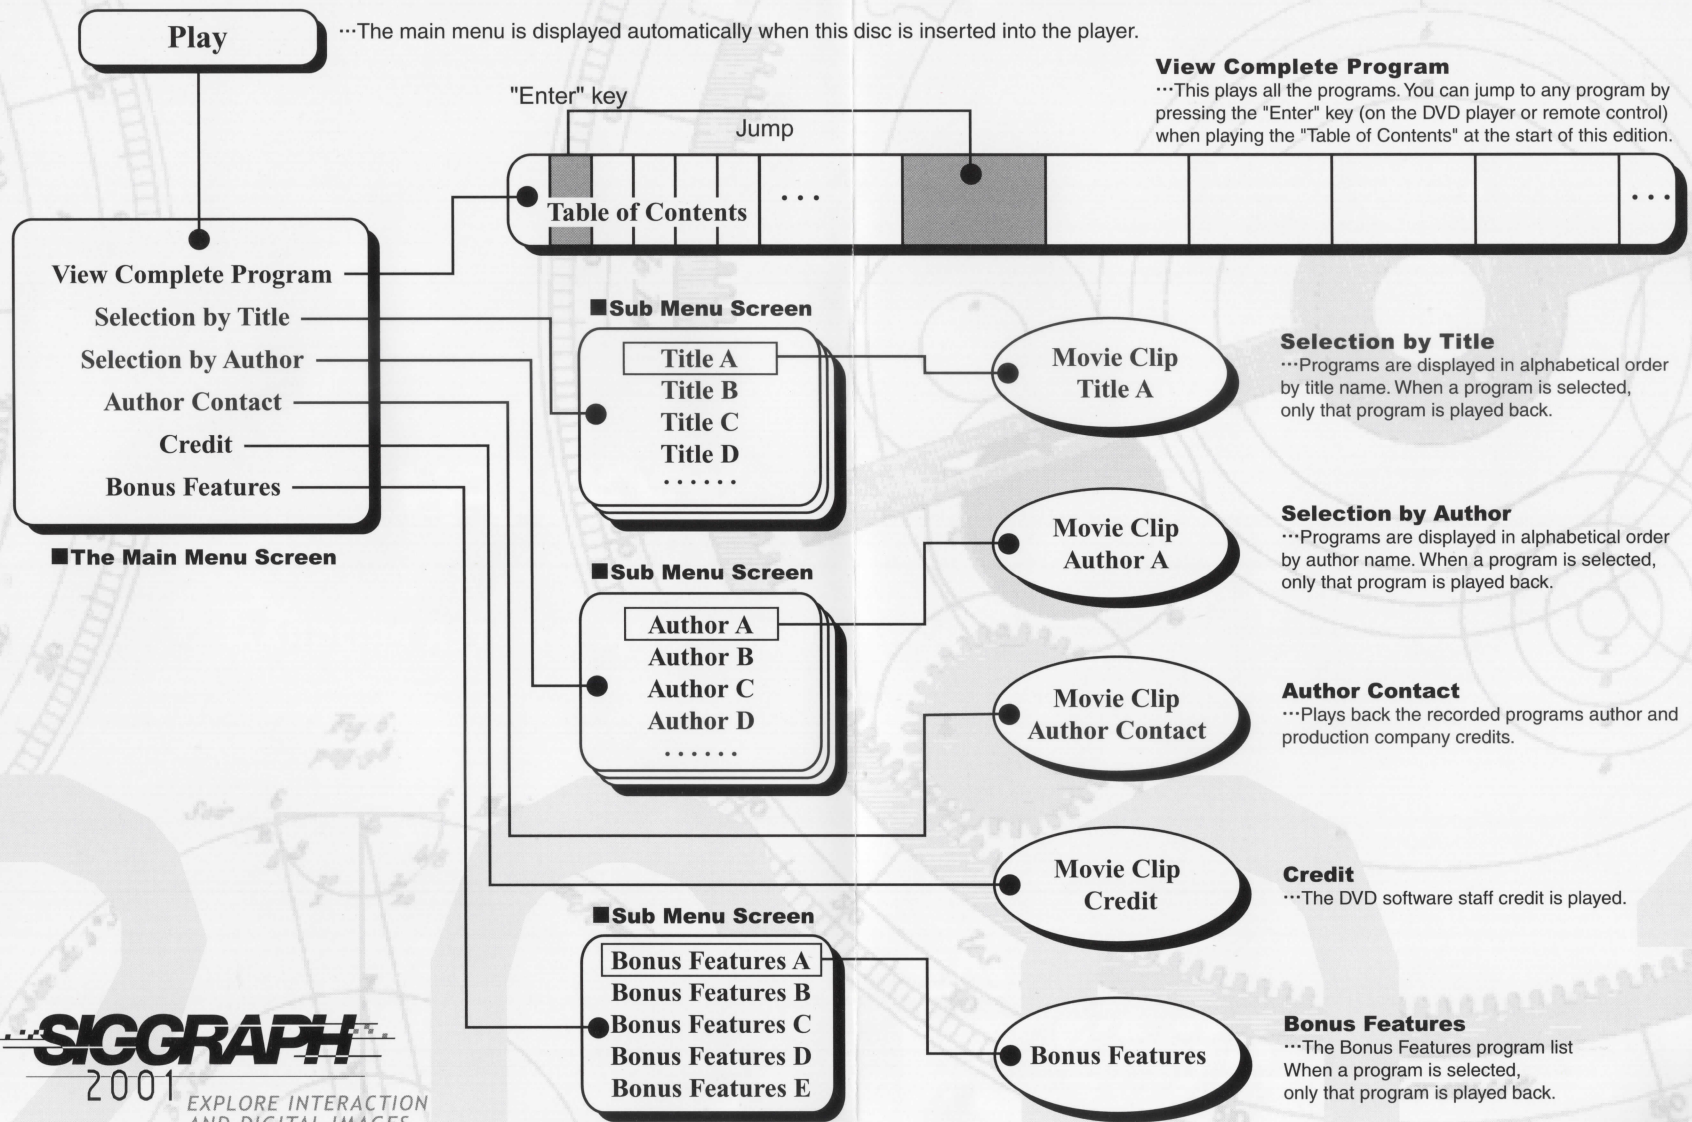 Play
···The main menu is displayed automatically when this disc is inserted into the player.
View Complete Program
···This plays all the programs. You can jump to any program by
pressing the "Enter" key (on the DVD player or remote control)
when playing the "Table of Contents" at the start of this edition.
"Enter" key
Jump
Table of Contents
···
···
View Complete Program
Selection by Title
Selection by Author
Author Contact
Credit
Bonus Features
■The Main Menu Screen
■Sub Menu Screen
Title A
Title B
Title C
Title D
······
Movie Clip
Title A
Selection by Title
···Programs are displayed in alphabetical order
by title name. When a program is selected,
only that program is played back.
■Sub Menu Screen
Author A
Author B
Author C
Author D
······
Movie Clip
Author A
Selection by Author
···Programs are displayed in alphabetical order
by author name. When a program is selected,
only that program is played back.
Movie Clip
Author Contact
Author Contact
···Plays back the recorded programs author and
production company credits.
Movie Clip
Credit
Credit
···The DVD software staff credit is played.
■Sub Menu Screen
Bonus Features A
Bonus Features B
Bonus Features C
Bonus Features D
Bonus Features E
Bonus Features
Bonus Features
···The Bonus Features program list
When a program is selected,
only that program is played back.
SIGGRAPH
2001
EXPLORE INTERACTION
AND DIGITAL IMAGES